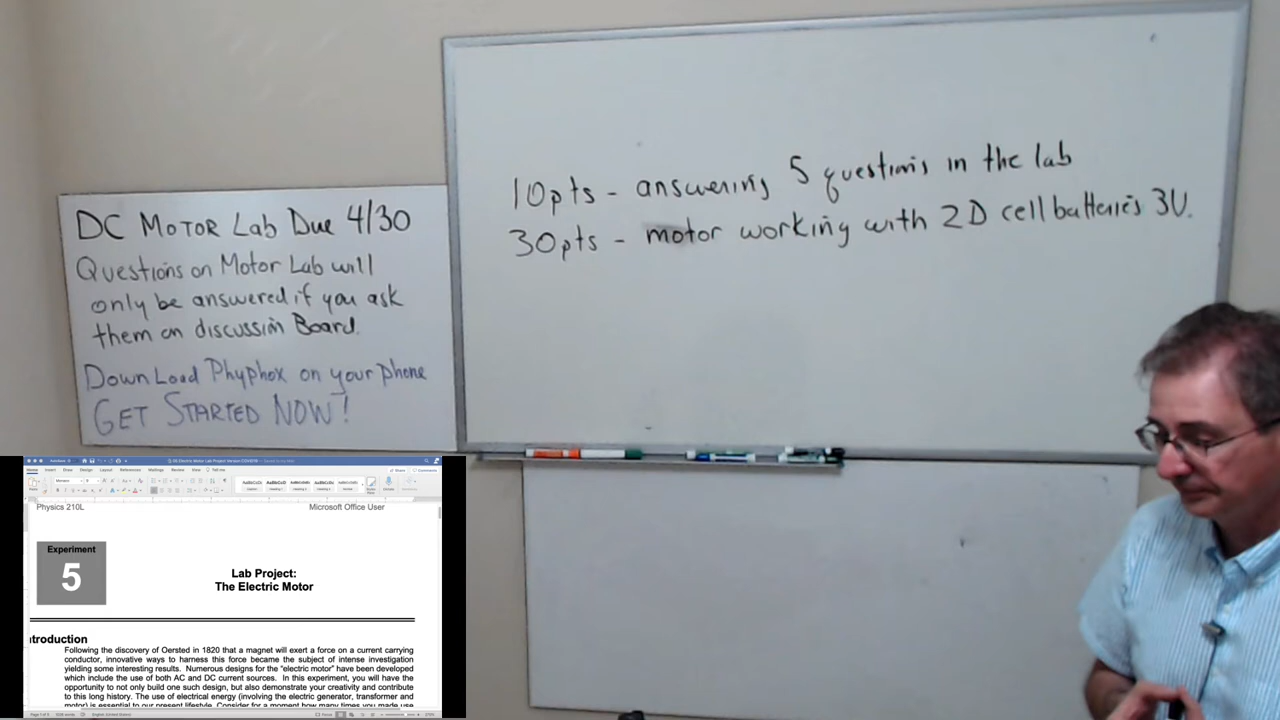 10pts - answering 5 questions in the lab
30pts - motor working with 2D cell batteries 3V.
DC MOTOR Lab Due 4/30
Questions on Motor Lab will
only be answered if you ask
them on discussion Board.
DownLoad Phyphox on your phone
GET STARTED NOW!
Physics 210L
Microsoft Office User
Experiment
5
Lab Project:
The Electric Motor
ntroduction
Following the discovery of Oersted in 1820 that a magnet will exert a force on a current carrying
conductor, innovative ways to harness this force became the subject of intense investigation
yielding some interesting results. Numerous designs for the "electric motor" have been developed
which include the use of both AC and DC current sources. In this experiment, you will have the
opportunity to not only build one such design, but also demonstrate your creativity and contribute
to this long history. The use of electrical energy (involving the electric generator, transformer and
motor) is essential to our present lifestyle. Consider for a moment how many times you made use